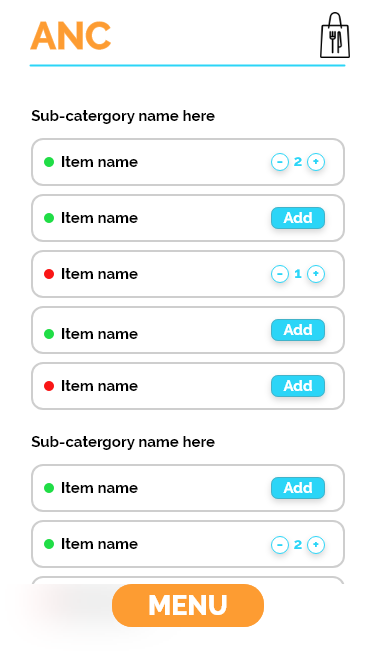 ANC
Sub-catergory name here
Item name - 2 +
Item name Add
Item name - 1 +
Item name Add
Item name Add
Sub-catergory name here
Item name Add
Item name - 2 +
MENU